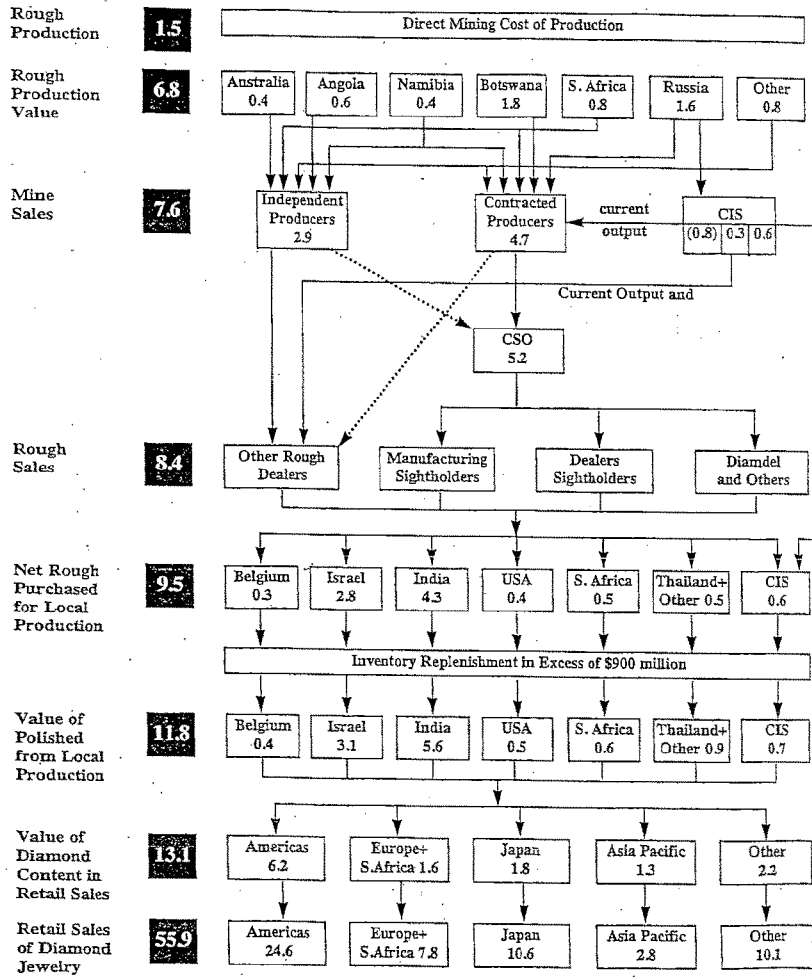 Rough
Production
1.5
Direct Mining Cost of Production
Rough
Production
Value
6.8
Australia
0.4
Angola
0.6
Namibia
0.4
Botswana
1.8
S. Africa
0.8
Russia
1.6
Other
0.8
Mine
Sales
7.6
Independent
Producers
2.9
Contracted
Producers
4.7
current
output
CIS
(0.8) 0.3 0.6
Current Output and
CSO
5.2
Rough
Sales
8.4
Other Rough
Dealers
Manufacturing
Sightholders
Dealers
Sightholders
Diamdel
and Others
Net Rough
Purchased
for Local
Production
9.5
Belgium
0.3
Israel
2.8
India
4.3
USA
0.4
S. Africa
0.5
Thailand+
Other 0.5
CIS
0.6
Inventory Replenishment in Excess of $900 million
Value of
Polished
from Local
Production
11.8
Belgium
0.4
Israel
3.1
India
5.6
USA
0.5
S. Africa
0.6
Thailand+
Other 0.9
CIS
0.7
Value of
Diamond
Content in
Retail Sales
13.1
Americas
6.2
Europe+
S.Africa 1.6
Japan
1.8
Asia Pacific
1.3
Other
2.2
Retail Sales
of Diamond
Jewelry
55.9
Americas
24.6
Europe+
S.Africa 7.8
Japan
10.6
Asia Pacific
2.8
Other
10.1